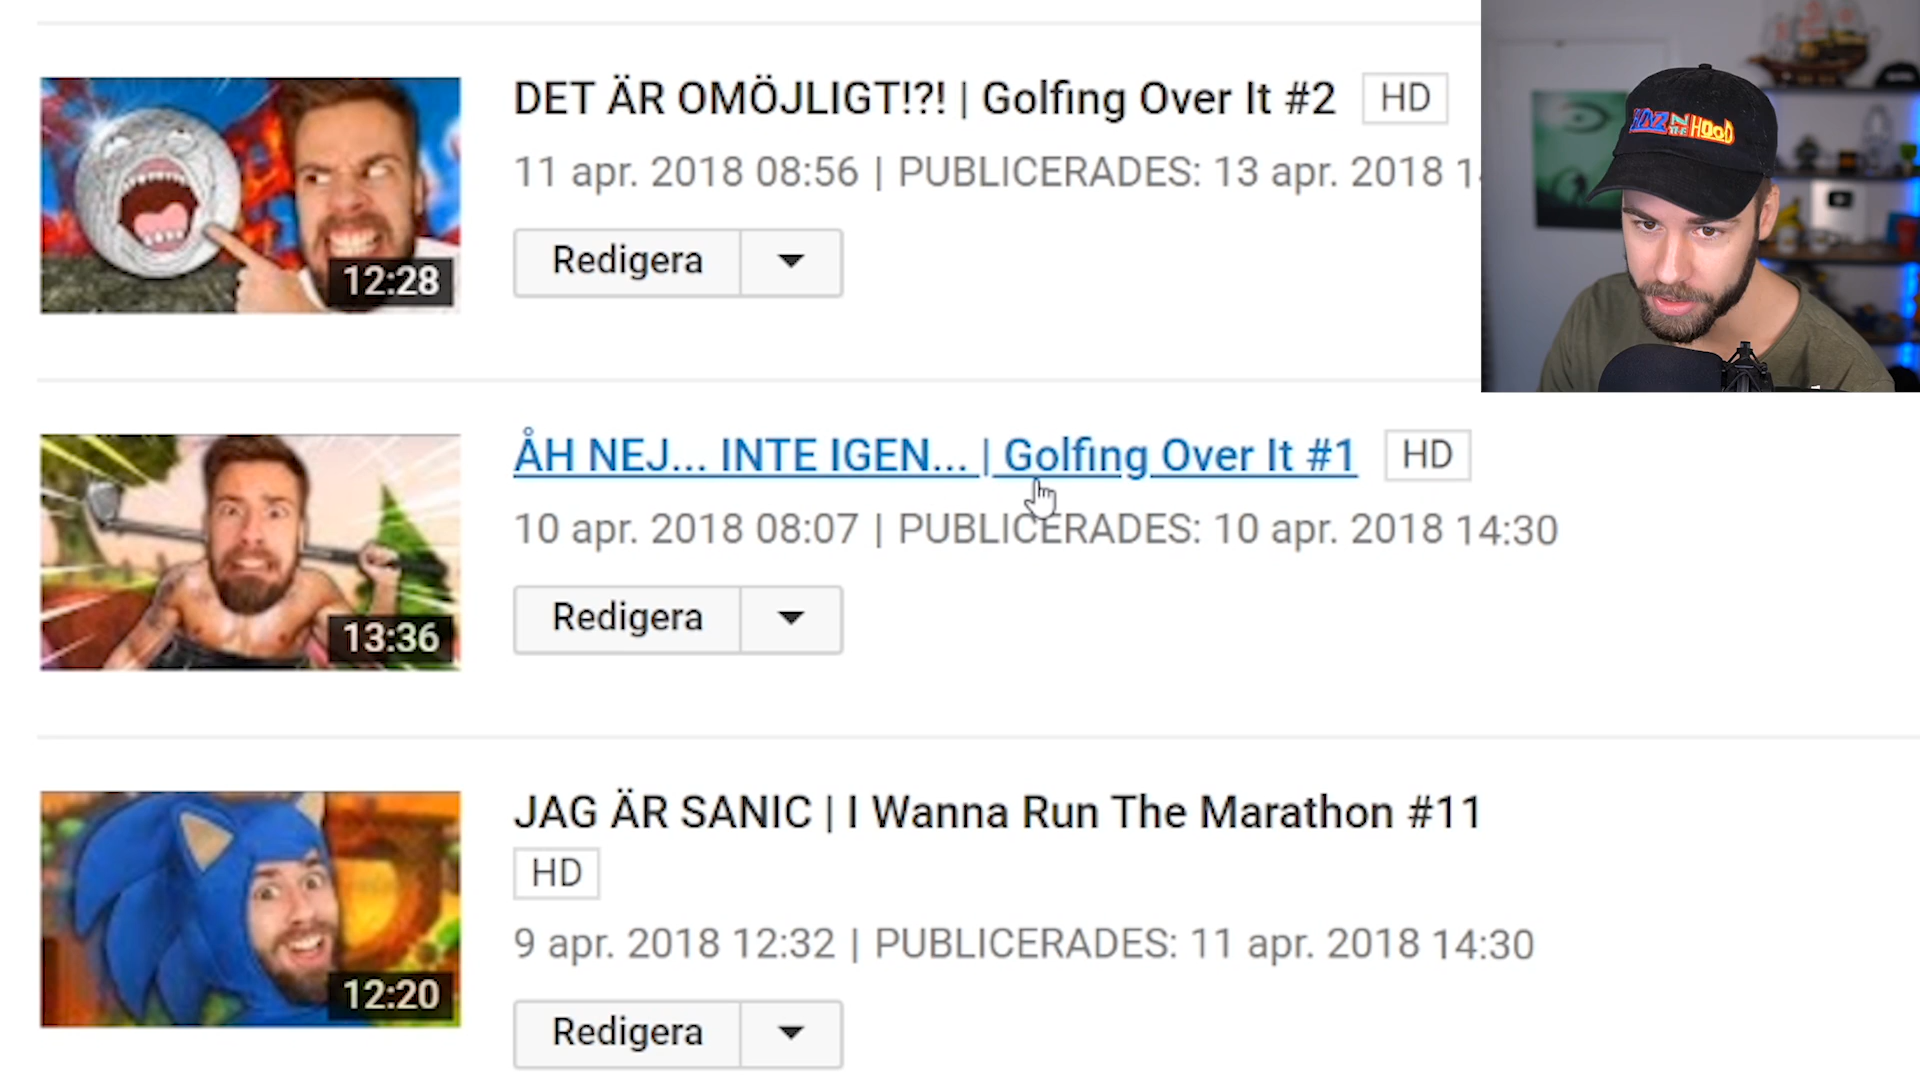 DET ÄR OMÖJLIGT!?! | Golfing Over It #2 HD
11 apr. 2018 08:56 | PUBLICERADES: 13 apr. 2018 1
Redigera
12:28
HOOD
ÅH NEJ... INTE IGEN... | Golfing Over It #1 HD
10 apr. 2018 08:07 | PUBLICERADES: 10 apr. 2018 14:30
Redigera
13:36
JAG ÄR SANIC | I Wanna Run The Marathon #11
HD
9 apr. 2018 12:32 | PUBLICERADES: 11 apr. 2018 14:30
Redigera
12:20